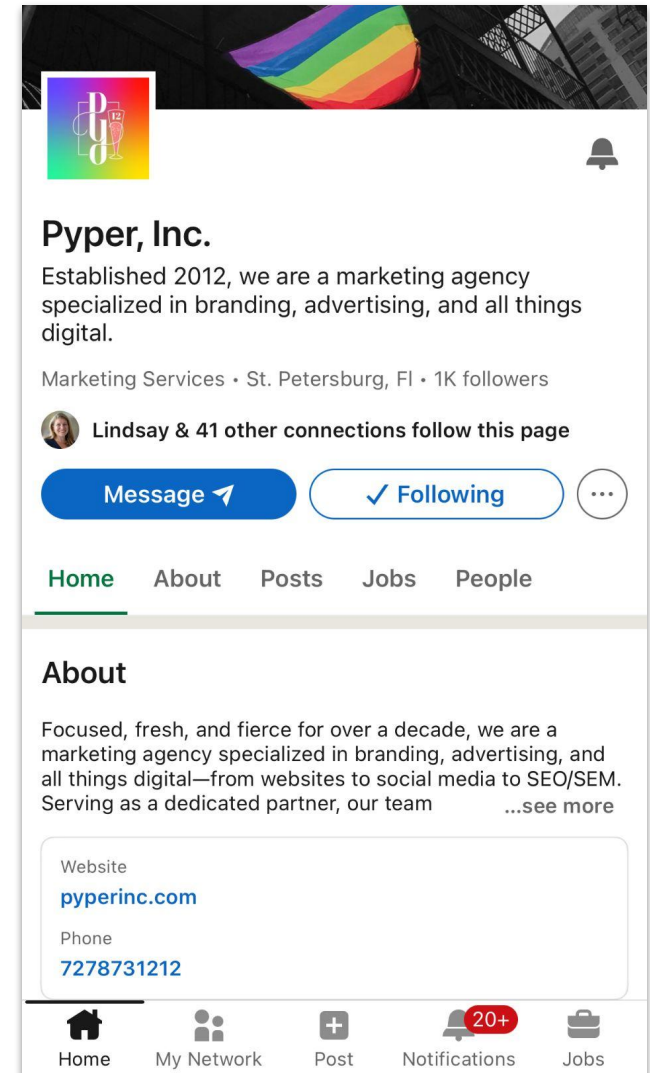 12
Pyper, Inc.
Established 2012, we are a marketing agency
specialized in branding, advertising, and all things
digital.
Marketing Services • St. Petersburg, Fl • 1K followers
Lindsay & 41 other connections follow this page
Message
Following
Home About Posts Jobs People
About
Focused, fresh, and fierce for over a decade, we are a
marketing agency specialized in branding, advertising, and
all things digital—from websites to social media to SEO/SEM.
Serving as a dedicated partner, our team ...see more
Website
pyperinc.com
Phone
7278731212
20+
Home My Network Post Notifications Jobs